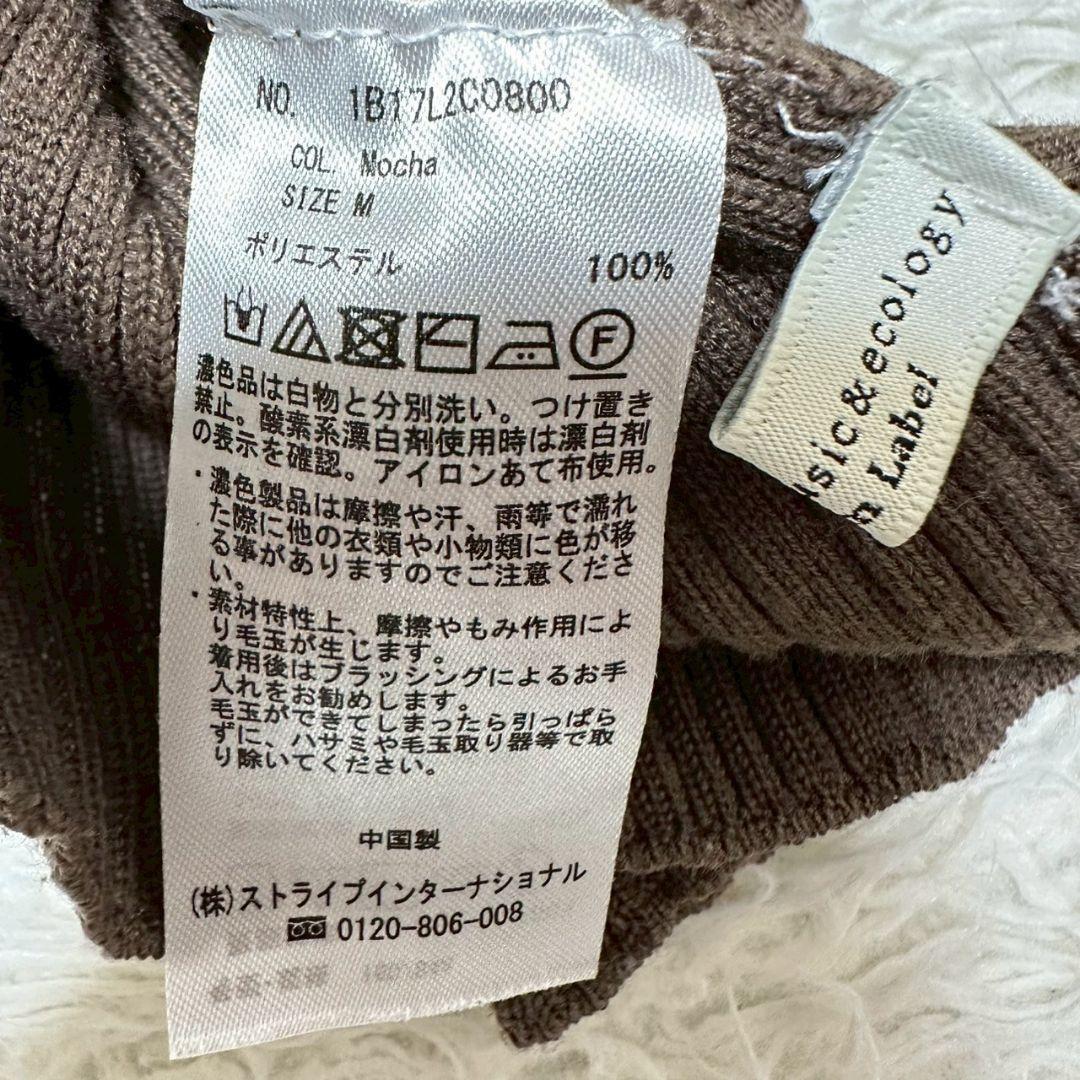 NO. 1B17L2C0800
COL. Mocha
SIZE M
ポリエステル 100%
F
濃色品は白物と分別洗い。つけ置き
禁止。酸素系漂白剤使用時は漂白剤
の表示を確認。アイロンあて布使用。
・濃色製品は摩擦や汗、雨等で濡れ
た際に他の衣類や小物類に色が移
る事がありますのでご注意くださ
い。
・素材特性上、摩擦やもみ作用によ
り毛玉が生じます。
着用後はブラッシングによるお手
入れをお勧めします。
毛玉ができてしまったら引っぱら
ずに、ハサミや毛玉取り器等で取
り除いてください。
中国製
(株)ストライプインターナショナル
0120-806-008
&ecology
Label